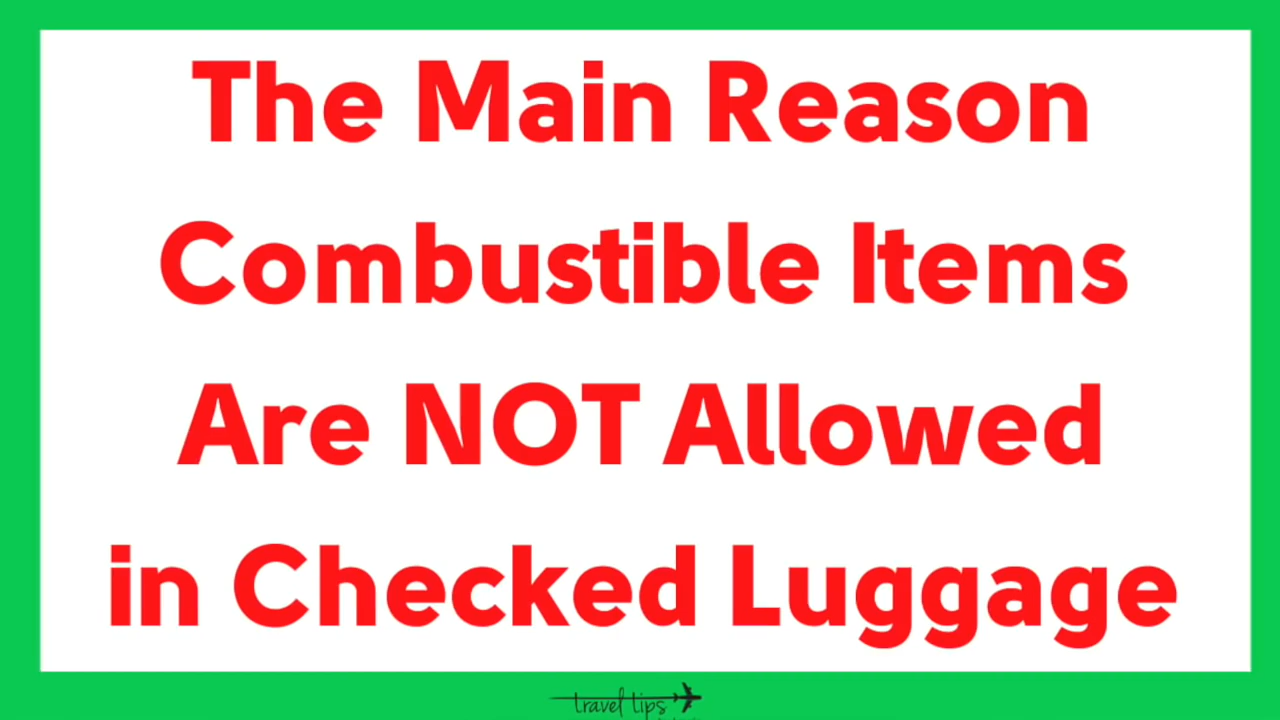 The Main Reason
Combustible Items
Are NOT Allowed
in Checked Luggage
travel tips